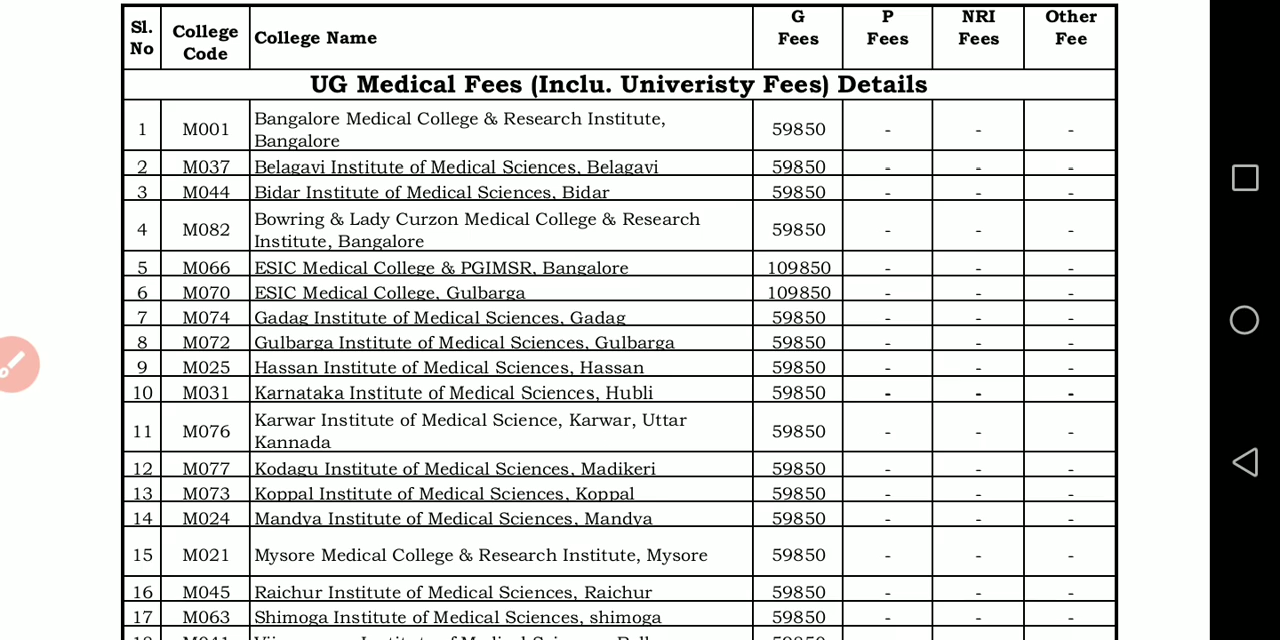 Sl. No College Code College Name G Fees P Fees NRI Fees Other Fee
UG Medical Fees (Inclu. Univeristy Fees) Details
1 M001 Bangalore Medical College & Research Institute, Bangalore 59850 - - -
2 M037 Belagavi Institute of Medical Sciences, Belagavi 59850 - - -
3 M044 Bidar Institute of Medical Sciences, Bidar 59850 - - -
4 M082 Bowring & Lady Curzon Medical College & Research Institute, Bangalore 59850 - - -
5 M066 ESIC Medical College & PGIMSR, Bangalore 109850 - - -
6 M070 ESIC Medical College, Gulbarga 109850 - - -
7 M074 Gadag Institute of Medical Sciences, Gadag 59850 - - -
8 M072 Gulbarga Institute of Medical Sciences, Gulbarga 59850 - - -
9 M025 Hassan Institute of Medical Sciences, Hassan 59850 - - -
10 M031 Karnataka Institute of Medical Sciences, Hubli 59850 - - -
11 M076 Karwar Institute of Medical Science, Karwar, Uttar Kannada 59850 - - -
12 M077 Kodagu Institute of Medical Sciences, Madikeri 59850 - - -
13 M073 Koppal Institute of Medical Sciences, Koppal 59850 - - -
14 M024 Mandya Institute of Medical Sciences, Mandya 59850 - - -
15 M021 Mysore Medical College & Research Institute, Mysore 59850 - - -
16 M045 Raichur Institute of Medical Sciences, Raichur 59850 - - -
17 M063 Shimoga Institute of Medical Sciences, shimoga 59850 - - -